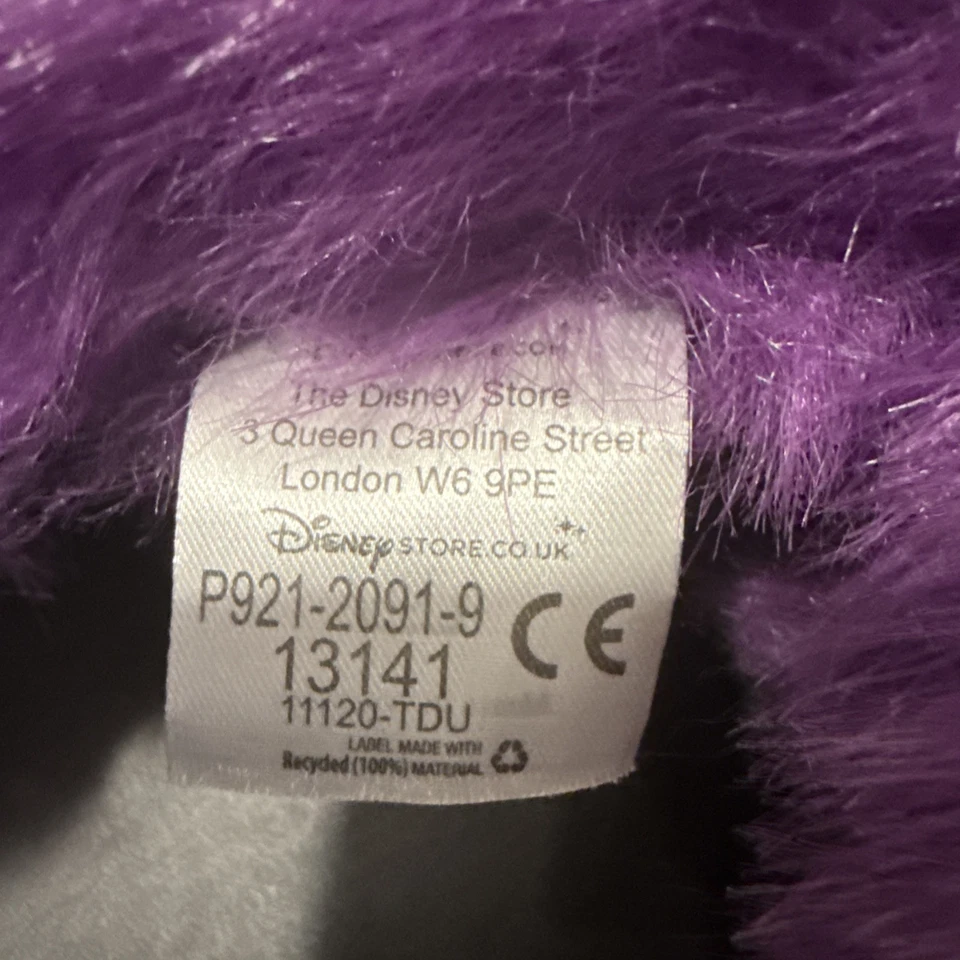 The Disney Store
3 Queen Caroline Street
London W6 9PE
DISNEY STORE.CO.UK
P921-2091-9 CE
13141
11120-TDU
LABEL MADE WITH
Recycled (100%) MATERIAL